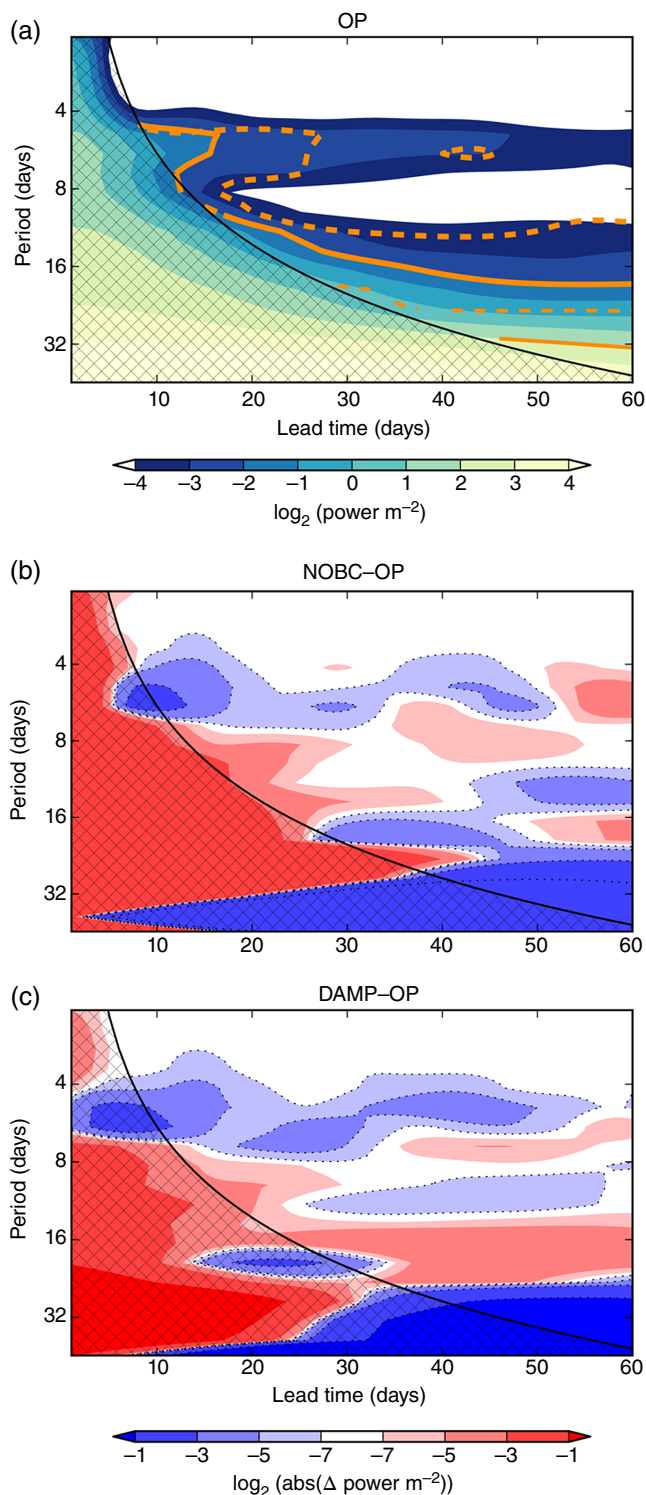 (a)
OP
4
8
16
32
Period (days)
10 20 30 40 50 60
Lead time (days)
−4 −3 −2 −1 0 1 2 3 4
log₂ (power m⁻²)
(b)
NOBC–OP
4
8
16
32
Period (days)
10 20 30 40 50 60
(c)
DAMP–OP
4
8
16
32
Period (days)
10 20 30 40 50 60
Lead time (days)
−1 −3 −5 −7 −7 −5 −3 −1
log₂ (abs(Δ power m⁻²))